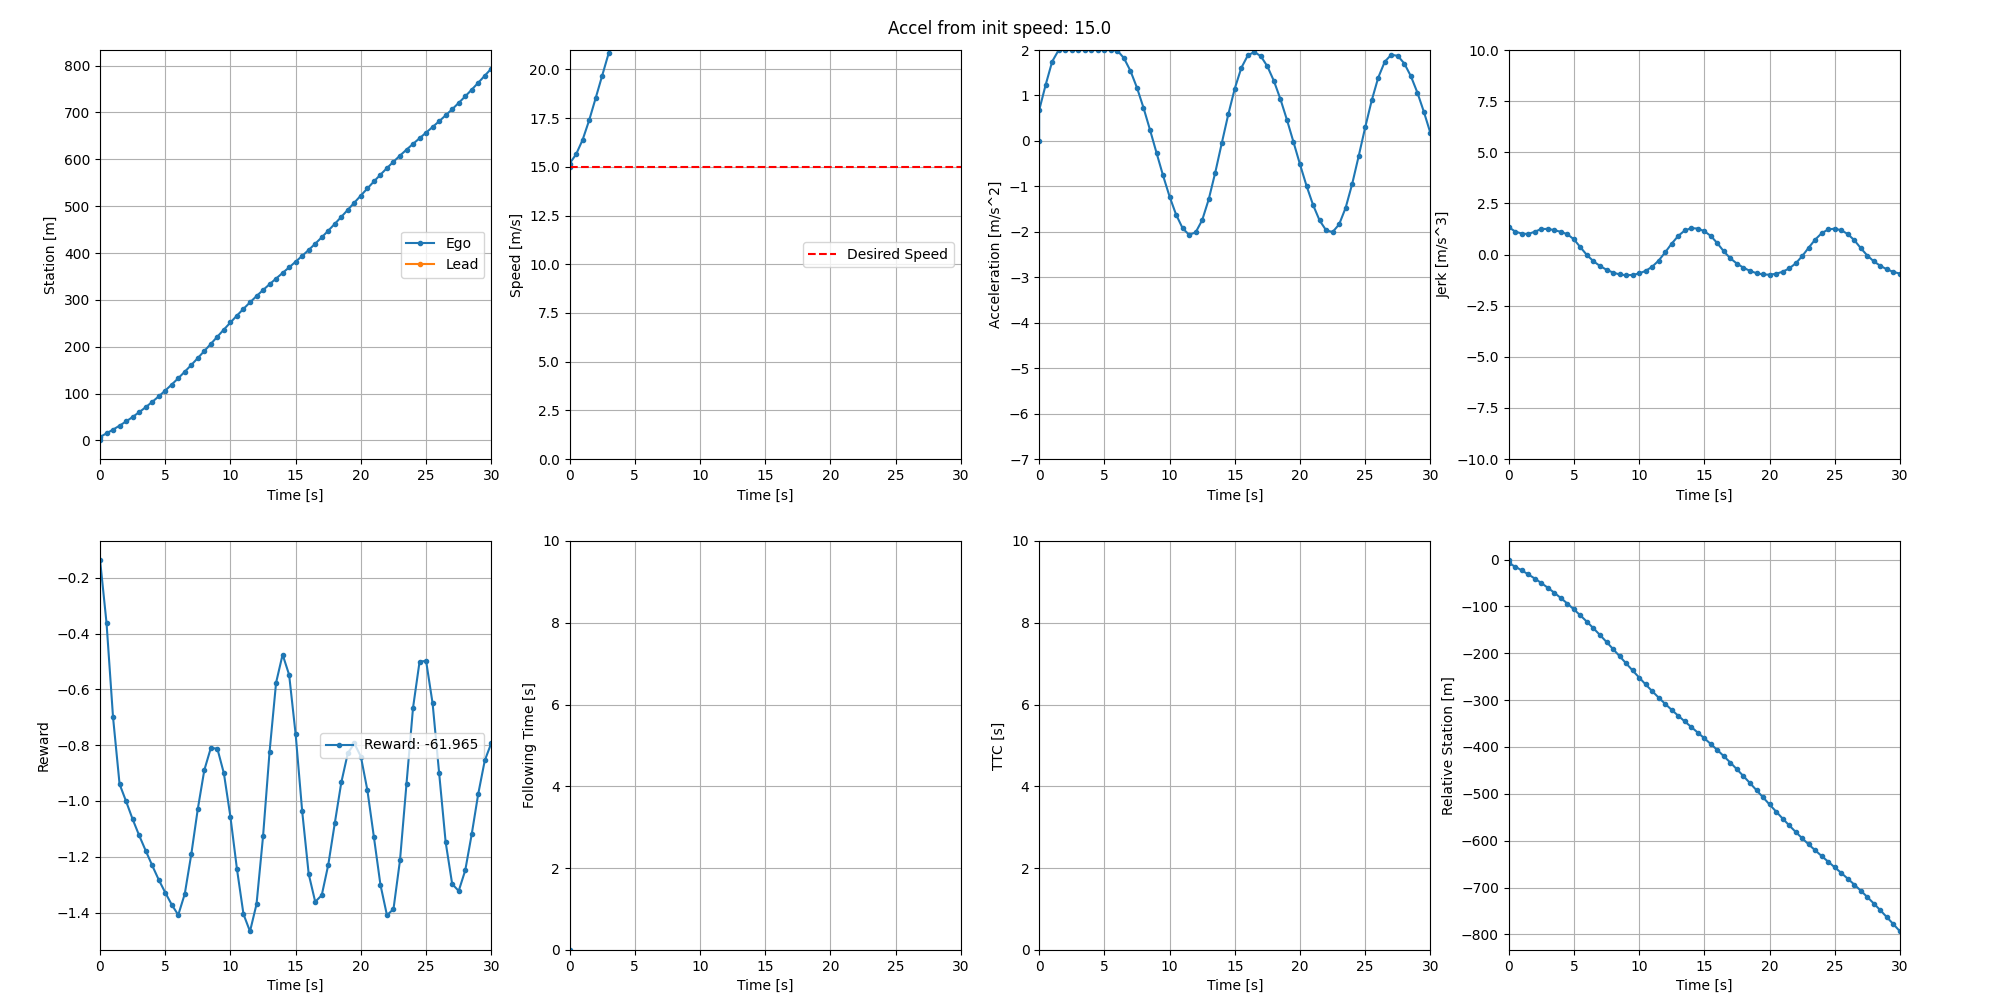 Accel from init speed: 15.0
800
700
600
500
400
300
200
100
0
Station [m]
Ego
Lead
0 5 10 15 20 25 30
Time [s]
20.0
17.5
15.0
12.5
10.0
7.5
5.0
2.5
0.0
Speed [m/s]
Desired Speed
0 5 10 15 20 25 30
Time [s]
2
1
0
−1
−2
−3
−4
−5
−6
−7
Acceleration [m/s^2]
0 5 10 15 20 25 30
Time [s]
10.0
7.5
5.0
2.5
0.0
−2.5
−5.0
−7.5
−10.0
Jerk [m/s^3]
0 5 10 15 20 25 30
Time [s]
−0.2
−0.4
−0.6
−0.8
−1.0
−1.2
−1.4
Reward
Reward: -61.965
0 5 10 15 20 25 30
Time [s]
10
8
6
4
2
0
Following Time [s]
0 5 10 15 20 25 30
Time [s]
10
8
6
4
2
0
TTC [s]
0 5 10 15 20 25 30
Time [s]
0
−100
−200
−300
−400
−500
−600
−700
−800
Relative Station [m]
0 5 10 15 20 25 30
Time [s]